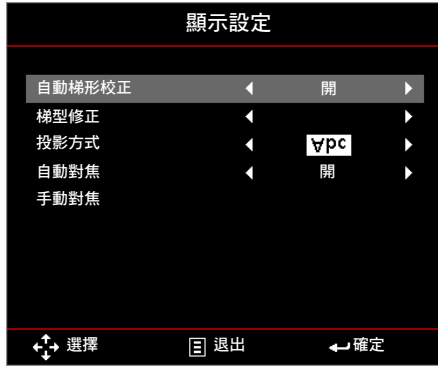 顯示設定
自動梯形校正 開
梯型修正
投影方式 Abc
自動對焦 開
手動對焦
選擇 退出 確定